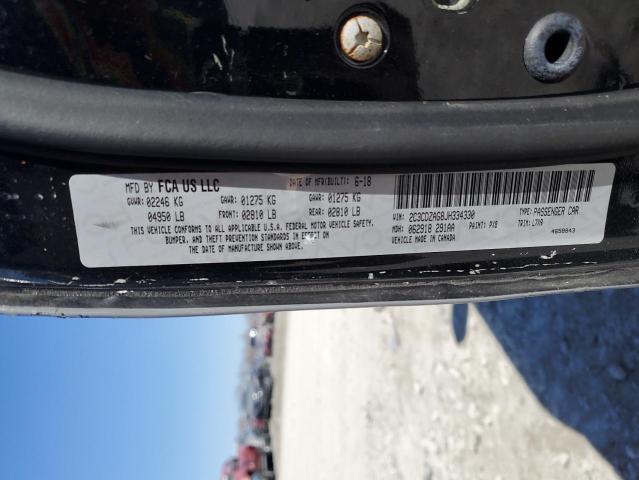 MFD BY FCA US LLC DATE OF MFR(BUILT): 6-18
GVWR: 02246 KG GAWR: 01275 KG GAWR: 01275 KG
04950 LB FRONT: 02810 LB REAR: 02810 LB
THIS VEHICLE CONFORMS TO ALL APPLICABLE U.S.A. FEDERAL MOTOR VEHICLE SAFETY,
BUMPER, AND THEFT PREVENTION STANDARDS IN EFFECT ON
THE DATE OF MANUFACTURE SHOWN ABOVE.
VIN: 2C3CDZAG8JH334330 TYPE: PASSENGER CAR
MDH: 062918 291AA PAINT: PX8 TRIM: L7X9
VEHICLE MADE IN CANADA 4659843